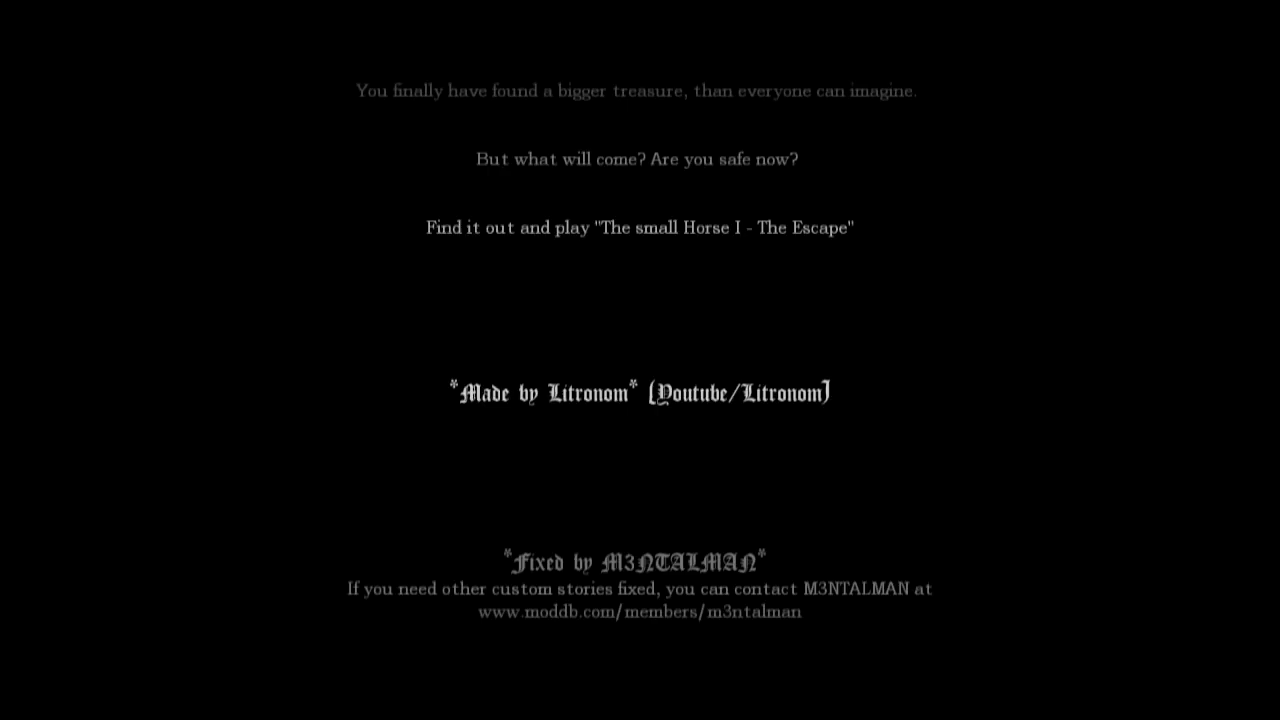 You finally have found a bigger treasure, than everyone can imagine.
But what will come? Are you safe now?
Find it out and play "The small Horse I - The Escape"
*Made by Litronom* (Youtube/Litronom)
*Fixed by M3NTALMAN*
If you need other custom stories fixed, you can contact M3NTALMAN at
www.moddb.com/members/m3ntalman